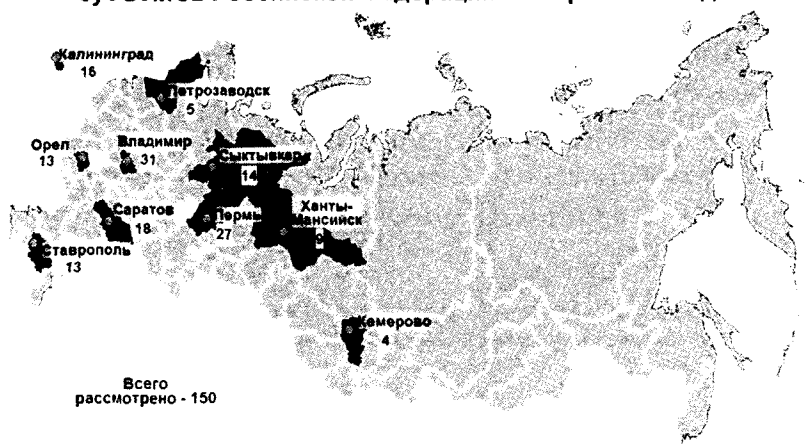 Калининград
16
Петрозаводск
5
Орел
13
Владимир
31
Сыктывкар
14
Саратов
18
Пермь
27
Ханты-
Мансийск
9
Ставрополь
13
Кемерово
4
Всего
рассмотрено - 150